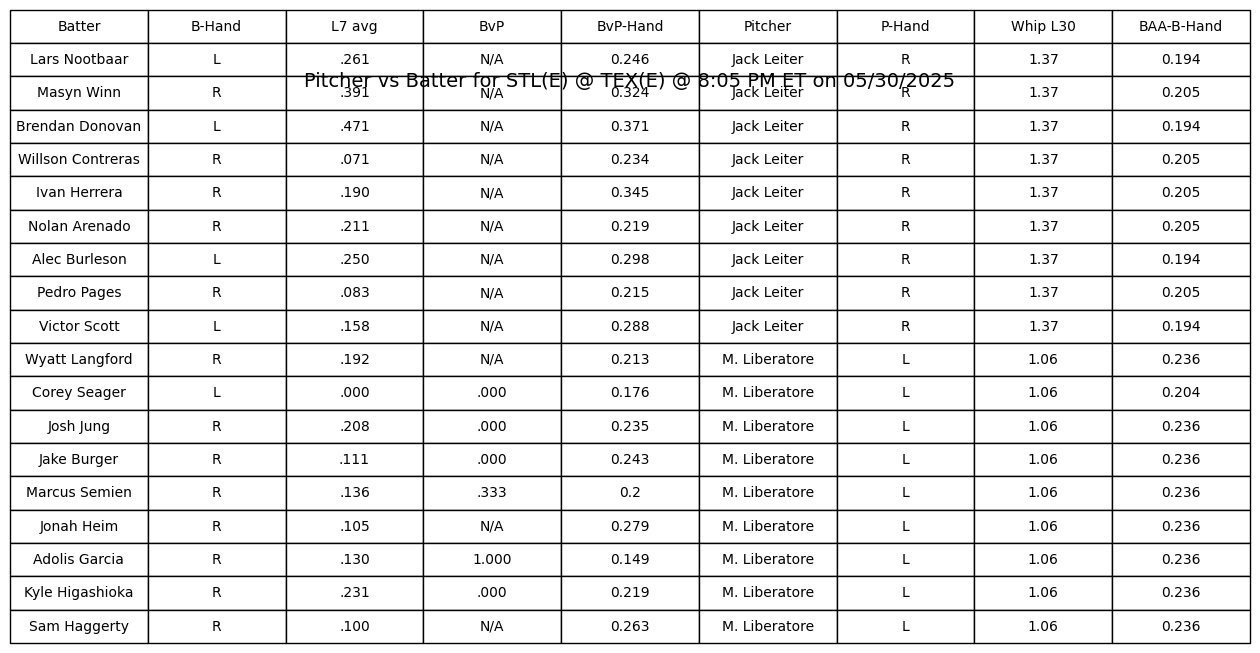 Batter B-Hand L7 avg BvP BvP-Hand Pitcher P-Hand Whip L30 BAA-B-Hand
Lars Nootbaar L .261 N/A 0.246 Jack Leiter R 1.37 0.194
Pitcher vs Batter for STL(E) @ TEX(E) @ 8:05 PM ET on 05/30/2025
Masyn Winn R .391 N/A 0.324 Jack Leiter R 1.37 0.205
Brendan Donovan L .471 N/A 0.371 Jack Leiter R 1.37 0.194
Willson Contreras R .071 N/A 0.234 Jack Leiter R 1.37 0.205
Ivan Herrera R .190 N/A 0.345 Jack Leiter R 1.37 0.205
Nolan Arenado R .211 N/A 0.219 Jack Leiter R 1.37 0.205
Alec Burleson L .250 N/A 0.298 Jack Leiter R 1.37 0.194
Pedro Pages R .083 N/A 0.215 Jack Leiter R 1.37 0.205
Victor Scott L .158 N/A 0.288 Jack Leiter R 1.37 0.194
Wyatt Langford R .192 N/A 0.213 M. Liberatore L 1.06 0.236
Corey Seager L .000 .000 0.176 M. Liberatore L 1.06 0.204
Josh Jung R .208 .000 0.235 M. Liberatore L 1.06 0.236
Jake Burger R .111 .000 0.243 M. Liberatore L 1.06 0.236
Marcus Semien R .136 .333 0.2 M. Liberatore L 1.06 0.236
Jonah Heim R .105 N/A 0.279 M. Liberatore L 1.06 0.236
Adolis Garcia R .130 1.000 0.149 M. Liberatore L 1.06 0.236
Kyle Higashioka R .231 .000 0.219 M. Liberatore L 1.06 0.236
Sam Haggerty R .100 N/A 0.263 M. Liberatore L 1.06 0.236